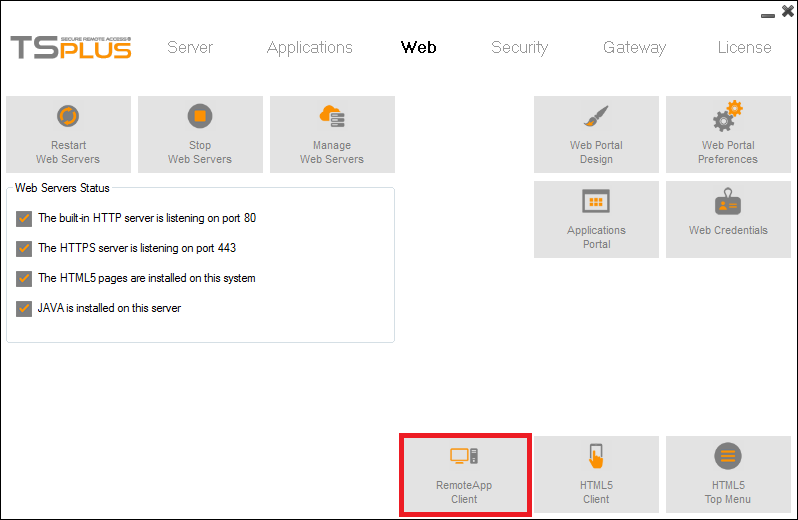 TSPLUS SECURE REMOTE ACCESS®
Server Applications Web Security Gateway License
Restart
Web Servers
Stop
Web Servers
Manage
Web Servers
Web Portal
Design
Web Portal
Preferences
Web Servers Status
The built-in HTTP server is listening on port 80
The HTTPS server is listening on port 443
The HTML5 pages are installed on this system
JAVA is installed on this server
Applications
Portal
Web Credentials
RemoteApp
Client
HTML5
Client
HTML5
Top Menu